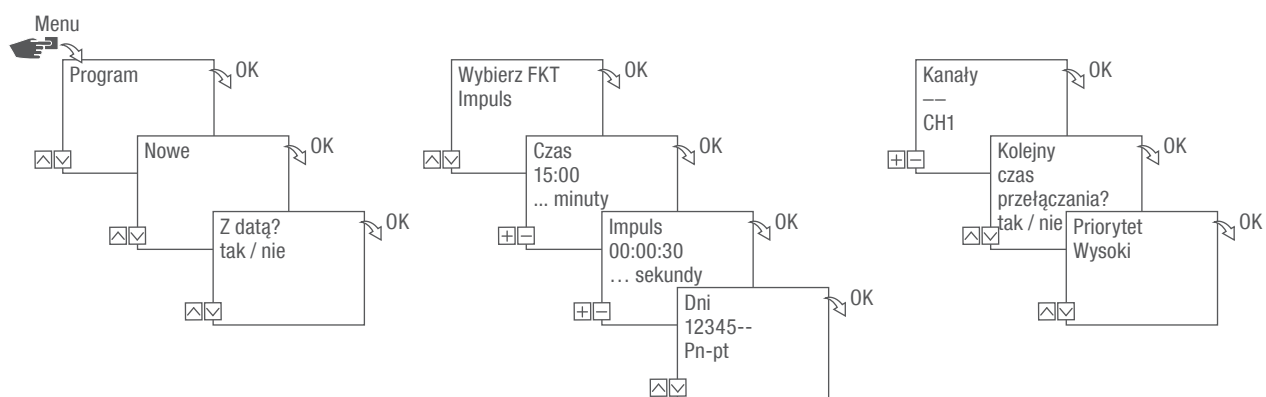 Menu
Program
OK
Nowe
OK
Z datą?
tak / nie
OK
Wybierz FKT
Impuls
OK
Czas
15:00
... minuty
OK
Impuls
00:00:30
… sekundy
OK
Dni
12345--
Pn-pt
OK
Kanały
––
CH1
OK
Kolejny
czas
przełączania?
tak / nie
OK
Priorytet
Wysoki
OK